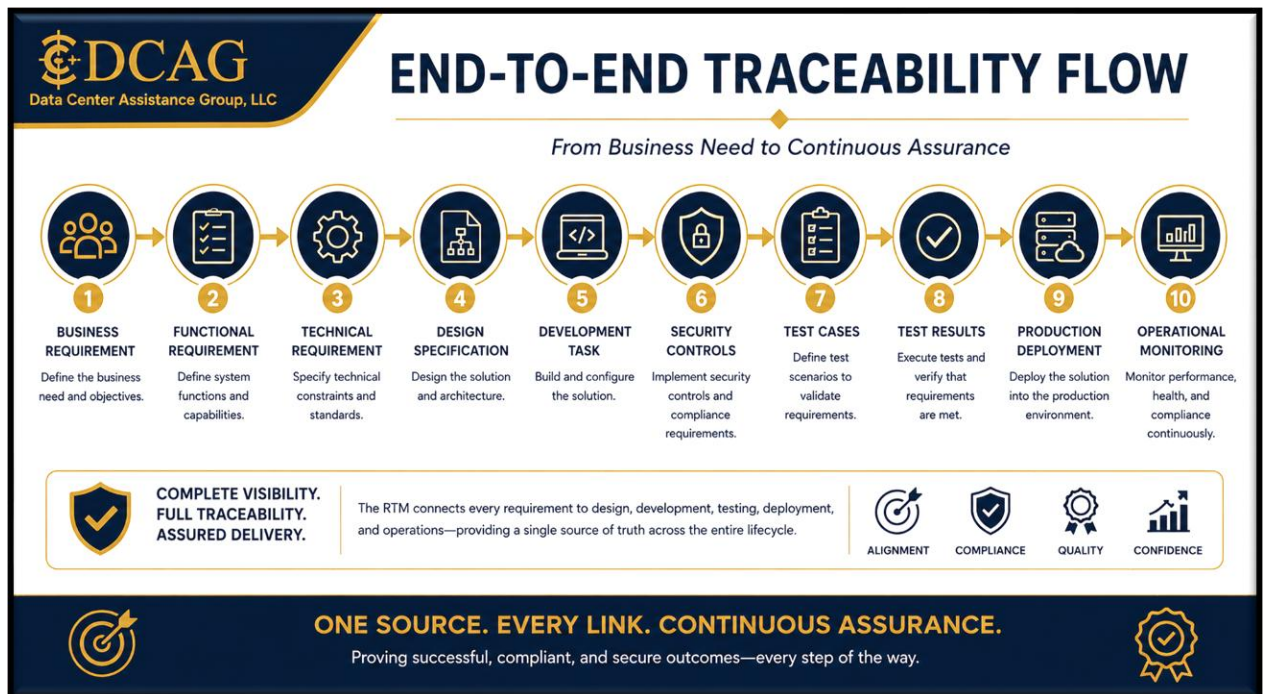 DCAG
Data Center Assistance Group, LLC
END-TO-END TRACEABILITY FLOW
From Business Need to Continuous Assurance
1
BUSINESS
REQUIREMENT
Define the business
need and objectives.
2
FUNCTIONAL
REQUIREMENT
Define system
functions and
capabilities.
3
TECHNICAL
REQUIREMENT
Specify technical
constraints and
standards.
4
DESIGN
SPECIFICATION
Design the solution
and architecture.
5
DEVELOPMENT
TASK
Build and configure
the solution.
6
SECURITY
CONTROLS
Implement security
controls and
compliance
requirements.
7
TEST CASES
Define test
scenarios to
validate
requirements.
8
TEST RESULTS
Execute tests and
verify that
requirements
are met.
9
PRODUCTION
DEPLOYMENT
Deploy the solution
into the production
environment.
10
OPERATIONAL
MONITORING
Monitor performance,
health, and
compliance
continuously.
COMPLETE VISIBILITY.
FULL TRACEABILITY.
ASSURED DELIVERY.
The RTM connects every requirement to design, development, testing, deployment,
and operations—providing a single source of truth across the entire lifecycle.
ALIGNMENT
COMPLIANCE
QUALITY
CONFIDENCE
ONE SOURCE. EVERY LINK. CONTINUOUS ASSURANCE.
Proving successful, compliant, and secure outcomes—every step of the way.